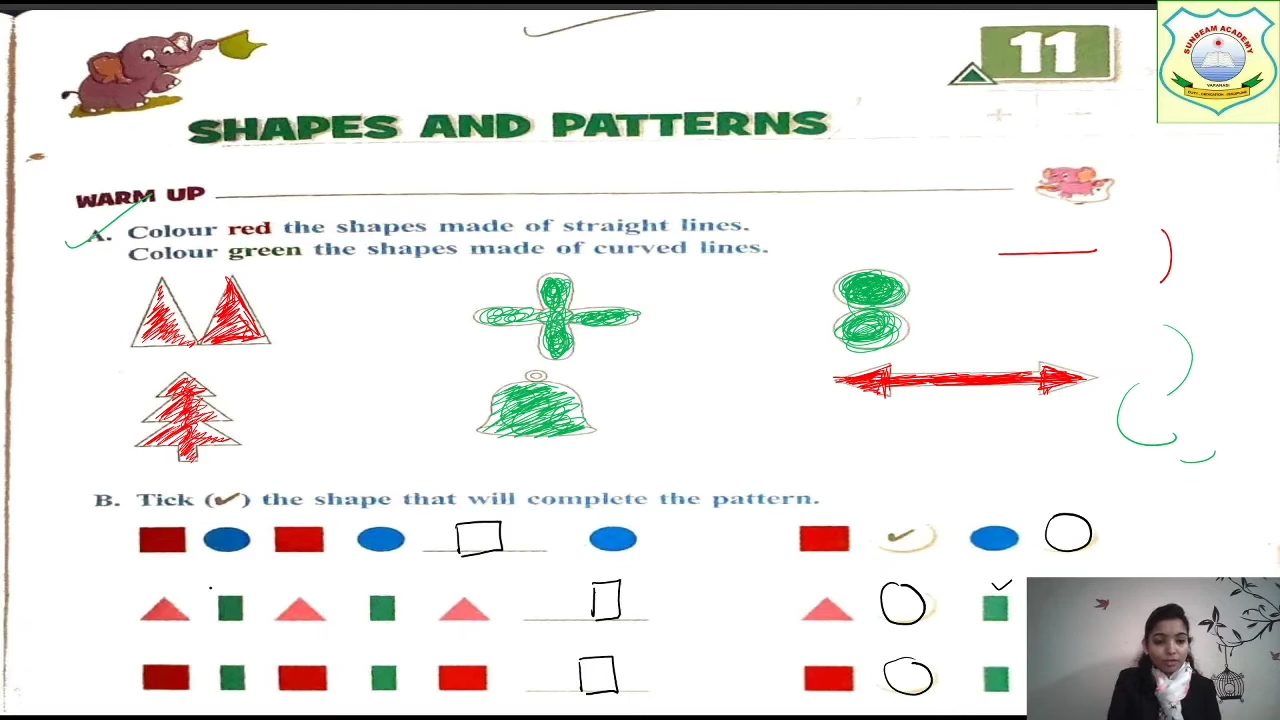 11
SUNBEAM ACADEMY
VARANASI
SHAPES AND PATTERNS
WARM UP
A. Colour red the shapes made of straight lines.
Colour green the shapes made of curved lines.
B. Tick (✔) the shape that will complete the pattern.